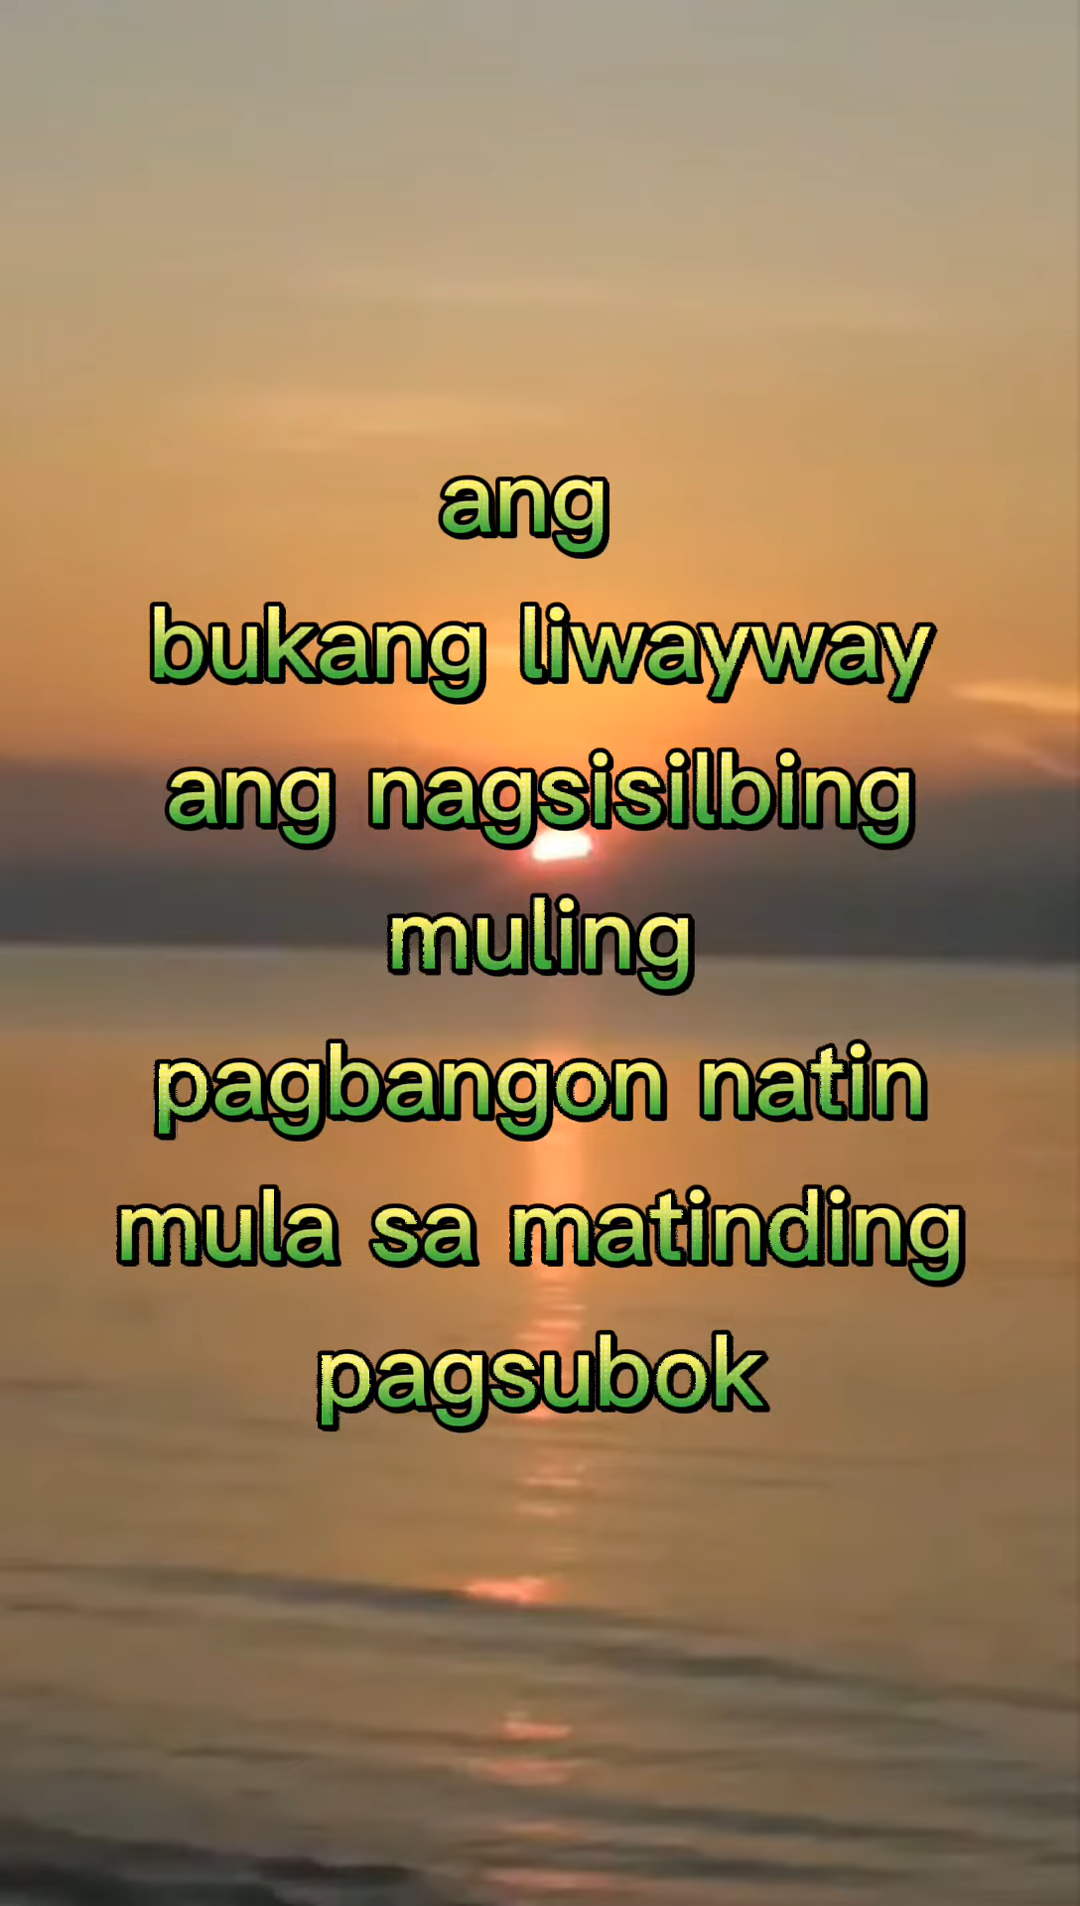 ang
bukang liwayway
ang nagsisilbing
muling
pagbangon natin
mula sa matinding
pagsubok